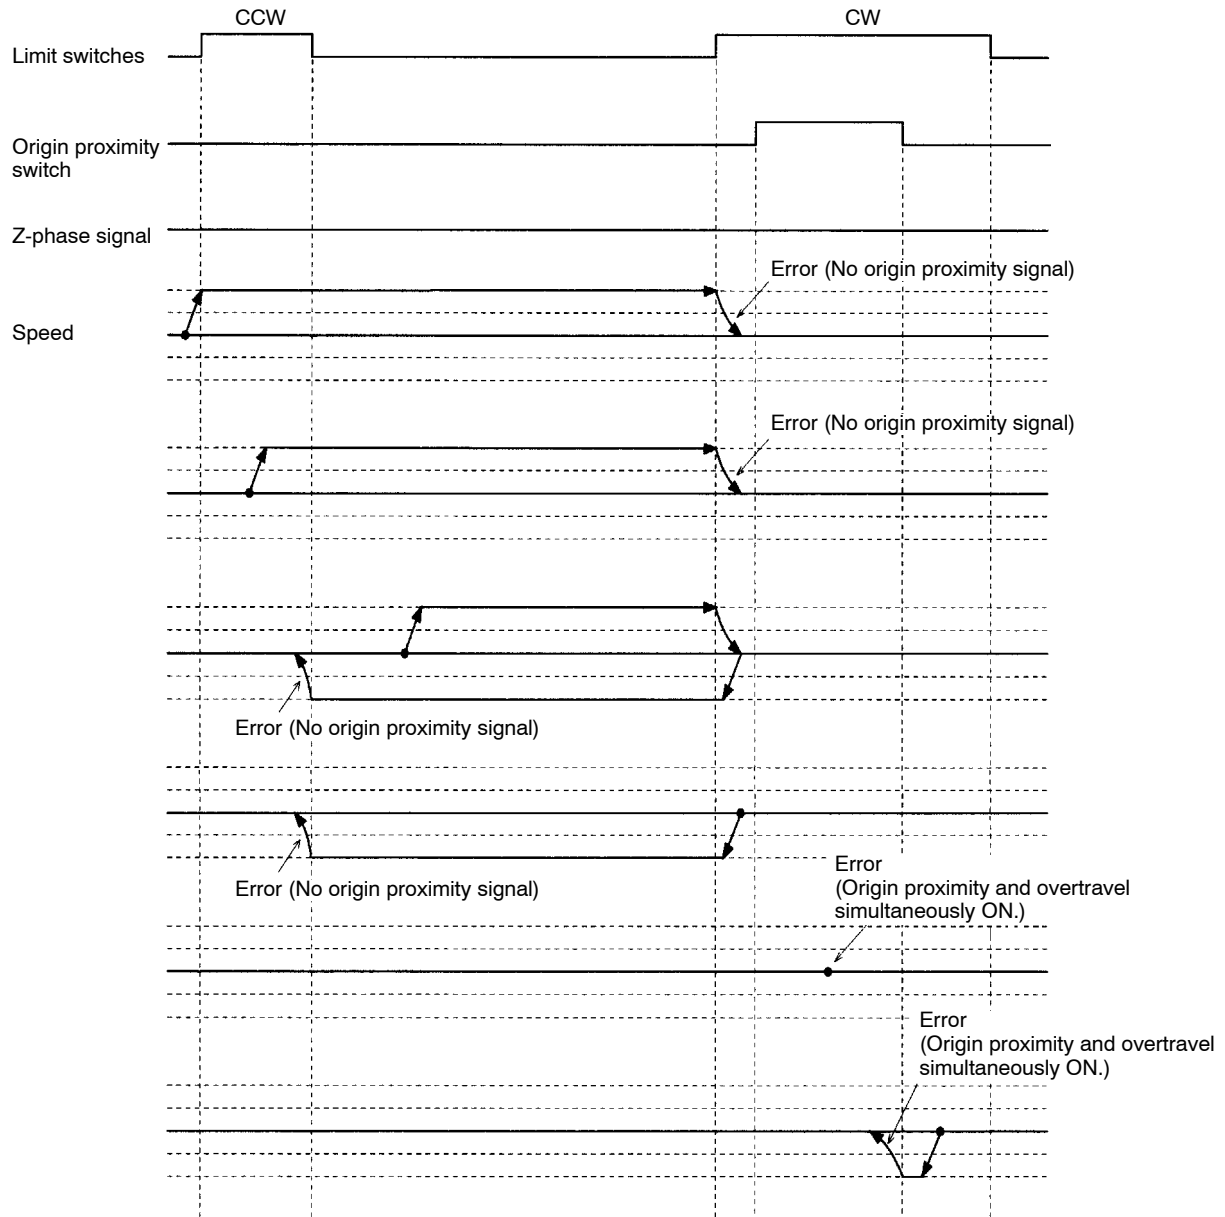 CCW
CW
Limit switches
Origin proximity
switch
Z-phase signal
Error (No origin proximity signal)
Speed
Error (No origin proximity signal)
Error (No origin proximity signal)
Error
(Origin proximity and overtravel
simultaneously ON.)
Error (No origin proximity signal)
Error
(Origin proximity and overtravel
simultaneously ON.)